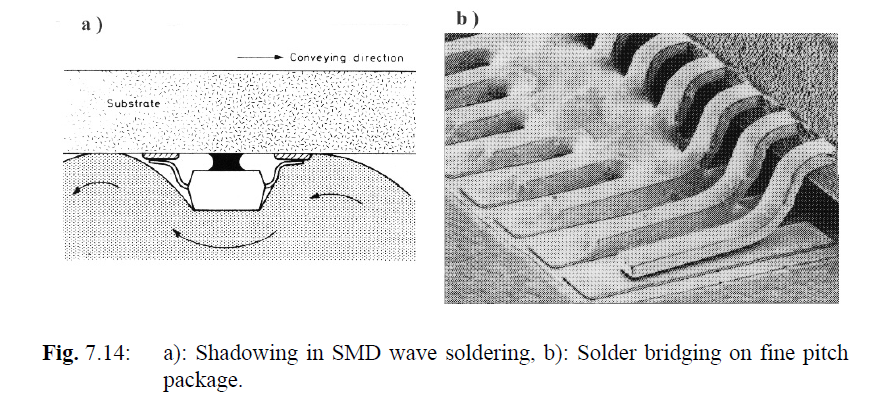 a )
b )
Conveying direction
Substrate
Fig. 7.14: a): Shadowing in SMD wave soldering, b): Solder bridging on fine pitch
package.